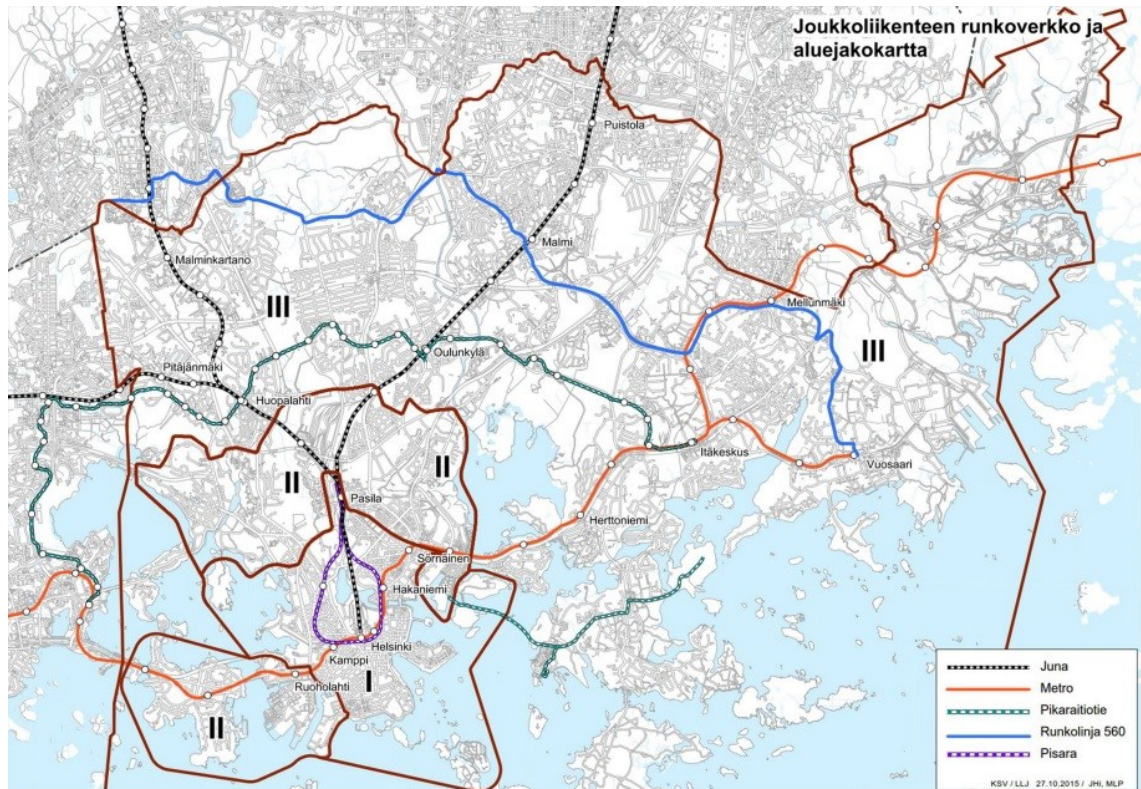 Joukkoliikenteen runkoverkko ja
aluejakokartta
Puistola
Malmi
Malminkartano
Mellunmäki
III
III
Oulunkylä
Pitäjänmäki
Huopalahti
Itäkeskus
Vuosaari
II
II
Pasila
Herttoniemi
Sörnäinen
Hakaniemi
Helsinki
Kamppi
Ruoholahti
I
II
Juna
Metro
Pikaraitiotie
Runkolinja 560
Pisara
KSV / LLJ 27.10.2015 / JHi, MLP